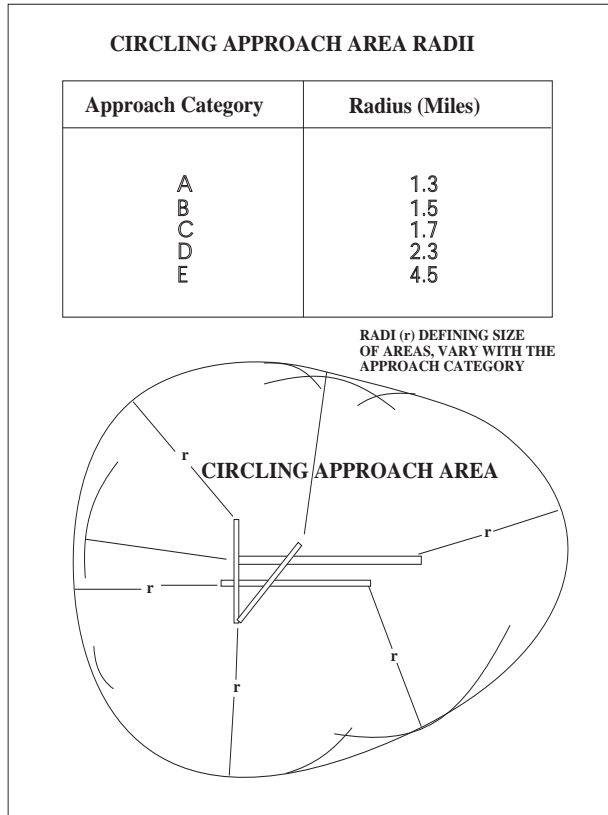 CIRCLING APPROACH AREA RADII
Approach Category Radius (Miles)
A 1.3
B 1.5
C 1.7
D 2.3
E 4.5
RADI (r) DEFINING SIZE
OF AREAS, VARY WITH THE
APPROACH CATEGORY
r
CIRCLING APPROACH AREA
r
r
r
r